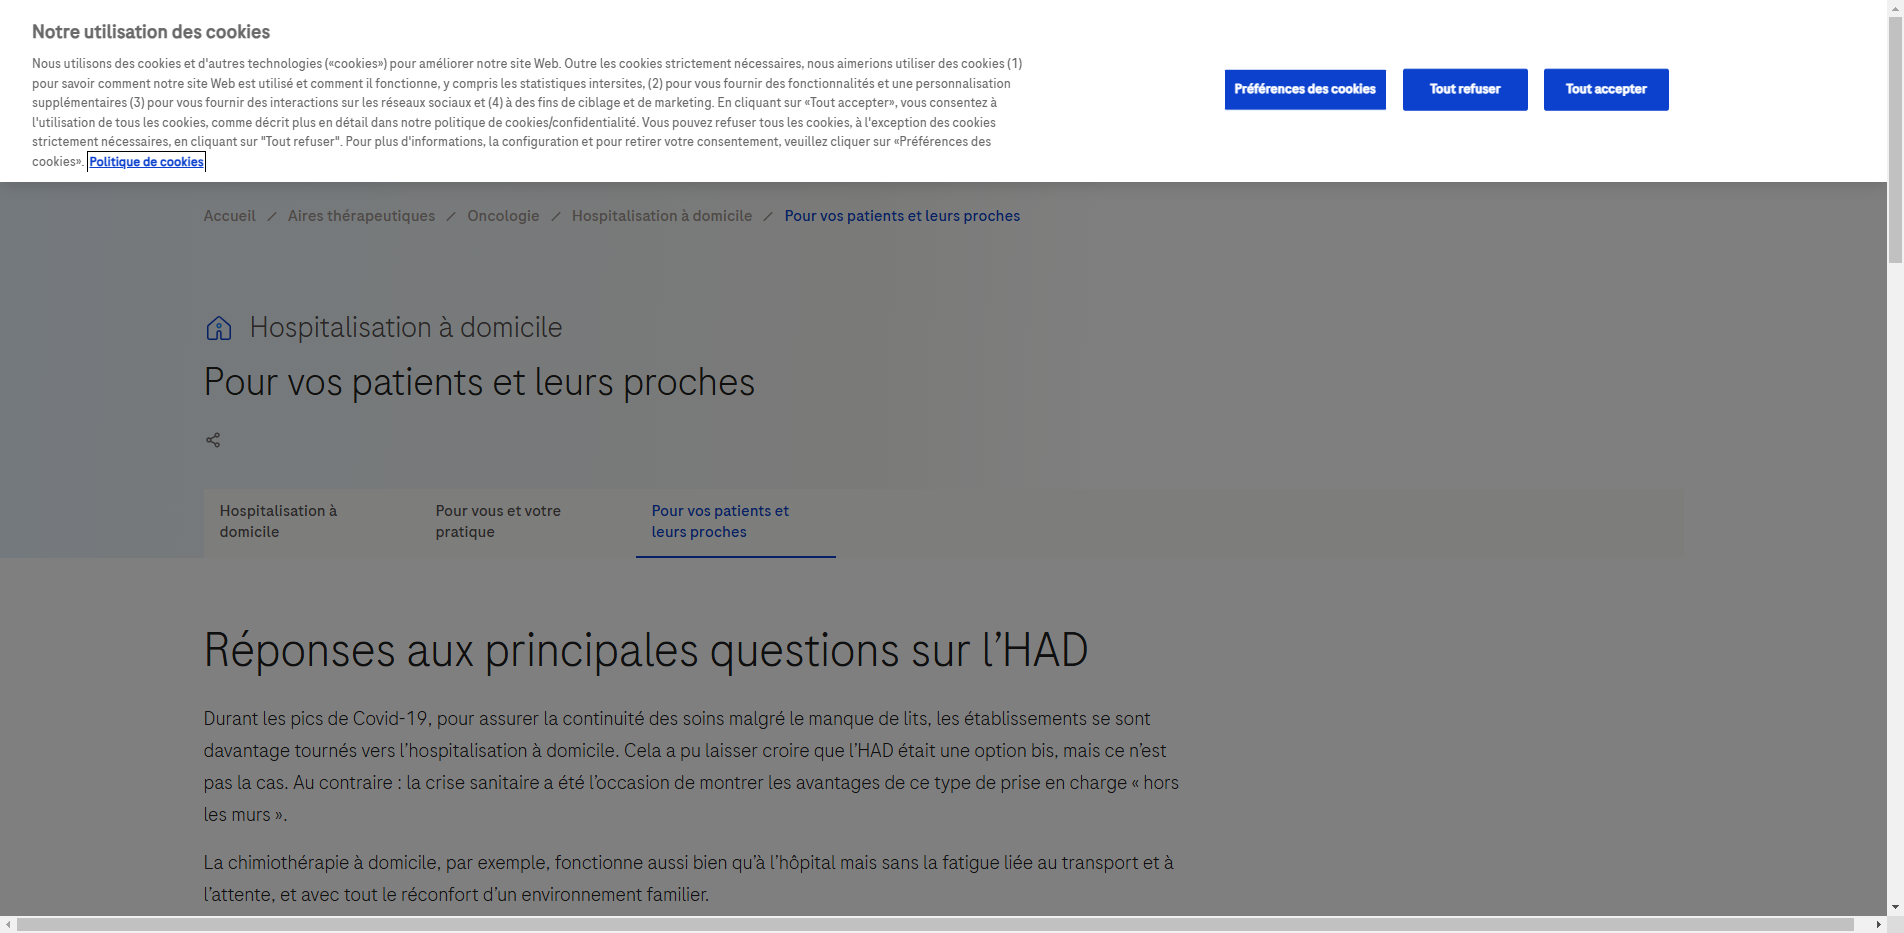 Notre utilisation des cookies
Nous utilisons des cookies et d'autres technologies («cookies») pour améliorer notre site Web. Outre les cookies strictement nécessaires, nous aimerions utiliser des cookies (1)
pour savoir comment notre site Web est utilisé et comment il fonctionne, y compris les statistiques intersites, (2) pour vous fournir des fonctionnalités et une personnalisation
supplémentaires (3) pour vous fournir des interactions sur les réseaux sociaux et (4) à des fins de ciblage et de marketing. En cliquant sur «Tout accepter», vous consentez à
l'utilisation de tous les cookies, comme décrit plus en détail dans notre politique de cookies/confidentialité. Vous pouvez refuser tous les cookies, à l'exception des cookies
strictement nécessaires, en cliquant sur "Tout refuser". Pour plus d'informations, la configuration et pour retirer votre consentement, veuillez cliquer sur «Préférences des
cookies». Politique de cookies
Préférences des cookies
Tout refuser
Tout accepter
Accueil / Aires thérapeutiques / Oncologie / Hospitalisation à domicile / Pour vos patients et leurs proches
Hospitalisation à domicile
Pour vos patients et leurs proches
Hospitalisation à
domicile
Pour vous et votre
pratique
Pour vos patients et
leurs proches
Réponses aux principales questions sur l’HAD
Durant les pics de Covid-19, pour assurer la continuité des soins malgré le manque de lits, les établissements se sont
davantage tournés vers l’hospitalisation à domicile. Cela a pu laisser croire que l’HAD était une option bis, mais ce n’est
pas la cas. Au contraire : la crise sanitaire a été l’occasion de montrer les avantages de ce type de prise en charge « hors
les murs ».
La chimiothérapie à domicile, par exemple, fonctionne aussi bien qu’à l’hôpital mais sans la fatigue liée au transport et à
l’attente, et avec tout le réconfort d’un environnement familier.